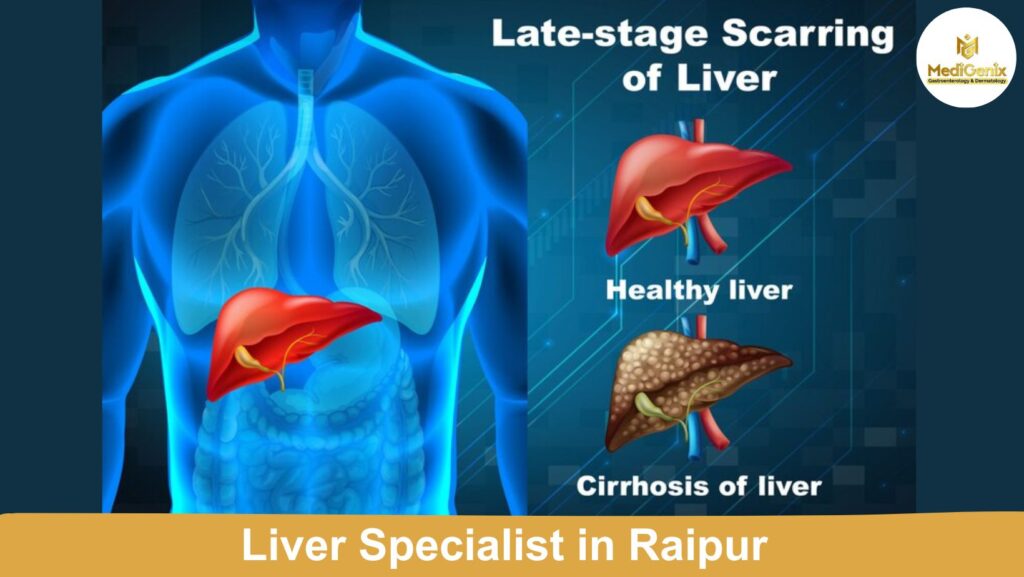 Late-stage Scarring
of Liver
MediGenix
Gastroenterology & Dermatology
Healthy liver
Cirrhosis of liver
Liver Specialist in Raipur